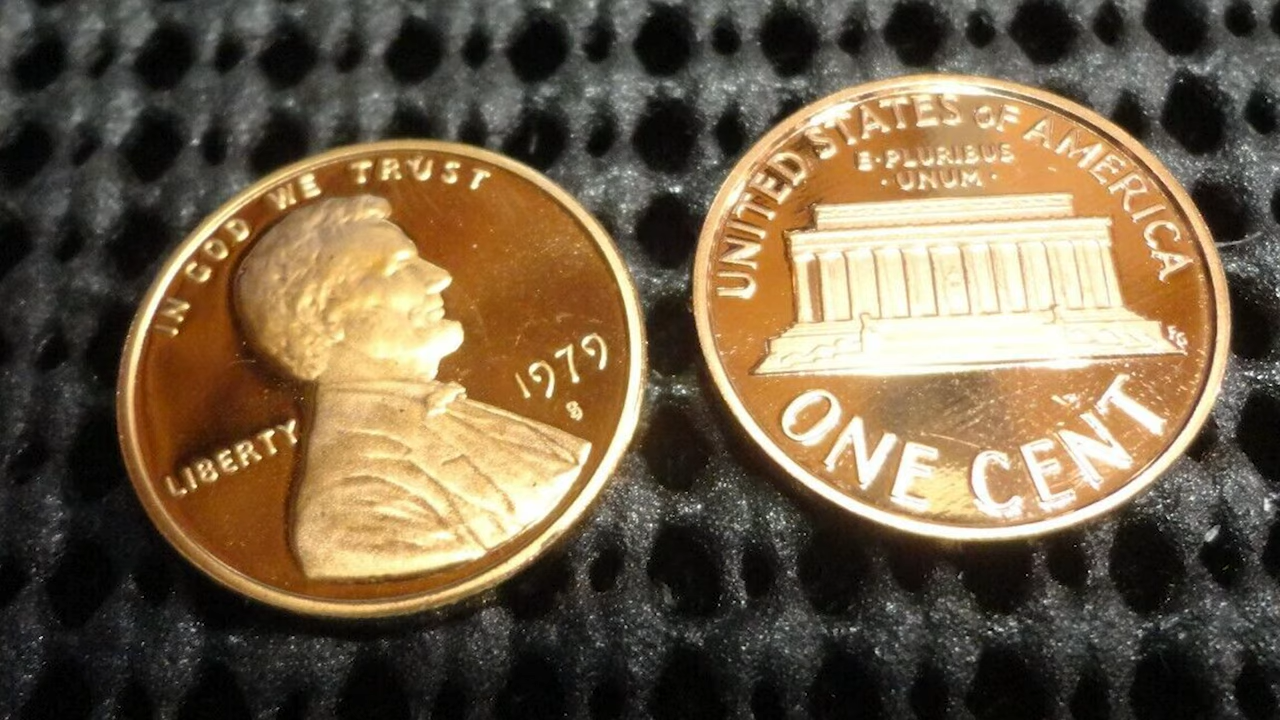 IN GOD WE TRUST
LIBERTY
1979
S
UNITED STATES OF AMERICA
E·PLURIBUS
·UNUM·
FG
ONE CENT